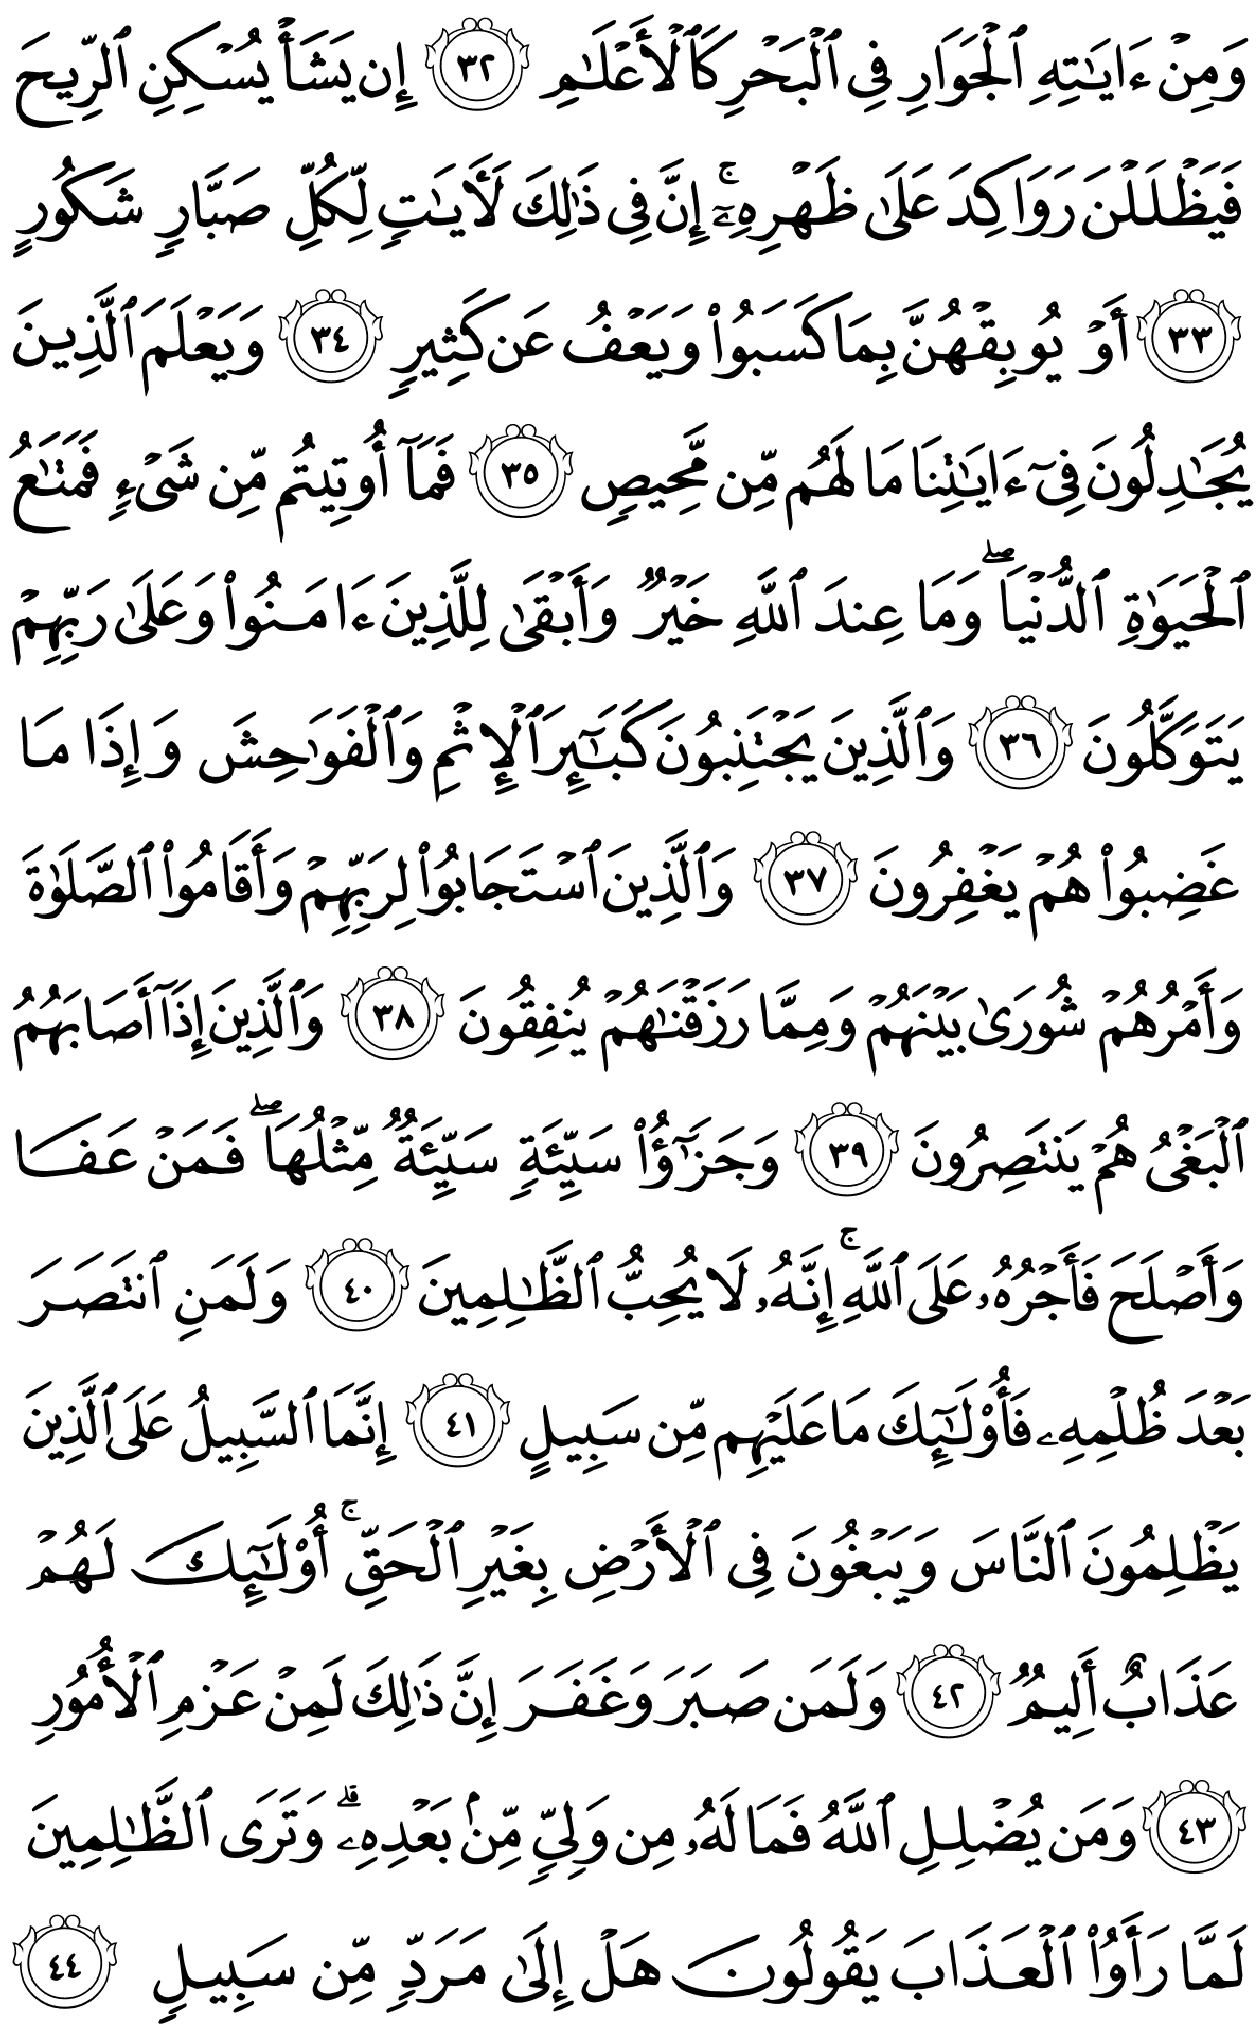 وَمِنْ ءَايَـٰتِهِ ٱلْجَوَارِ فِى ٱلْبَحْرِ كَٱلْأَعْلَـٰمِ ٣٢ إِن يَشَأْ يُسْكِنِ ٱلرِّيحَ
فَيَظْلَلْنَ رَوَاكِدَ عَلَىٰ ظَهْرِهِۦٓ ۚ إِنَّ فِى ذَٰلِكَ لَـَٔايَـٰتٍ لِّكُلِّ صَبَّارٍ شَكُورٍ
٣٣ أَوْ يُوبِقْهُنَّ بِمَا كَسَبُوا۟ وَيَعْفُ عَن كَثِيرٍ ٣٤ وَيَعْلَمَ ٱلَّذِينَ
يُجَـٰدِلُونَ فِىٓ ءَايَـٰتِنَا مَا لَهُم مِّن مَّحِيصٍ ٣٥ فَمَآ أُوتِيتُم مِّن شَىْءٍ فَمَتَـٰعُ
ٱلْحَيَوٰةِ ٱلدُّنْيَا ۖ وَمَا عِندَ ٱللَّهِ خَيْرٌ وَأَبْقَىٰ لِلَّذِينَ ءَامَنُوا۟ وَعَلَىٰ رَبِّهِمْ
يَتَوَكَّلُونَ ٣٦ وَٱلَّذِينَ يَجْتَنِبُونَ كَبَـٰٓئِرَ ٱلْإِثْمِ وَٱلْفَوَٰحِشَ وَإِذَا مَا
غَضِبُوا۟ هُمْ يَغْفِرُونَ ٣٧ وَٱلَّذِينَ ٱسْتَجَابُوا۟ لِرَبِّهِمْ وَأَقَامُوا۟ ٱلصَّلَوٰةَ
وَأَمْرُهُمْ شُورَىٰ بَيْنَهُمْ وَمِمَّا رَزَقْنَـٰهُمْ يُنفِقُونَ ٣٨ وَٱلَّذِينَ إِذَآ أَصَابَهُمُ
ٱلْبَغْىُ هُمْ يَنتَصِرُونَ ٣٩ وَجَزَٰٓؤُا۟ سَيِّئَةٍ سَيِّئَةٌ مِّثْلُهَا ۖ فَمَنْ عَفَا
وَأَصْلَحَ فَأَجْرُهُۥ عَلَى ٱللَّهِ ۚ إِنَّهُۥ لَا يُحِبُّ ٱلظَّـٰلِمِينَ ٤٠ وَلَمَنِ ٱنتَصَرَ
بَعْدَ ظُلْمِهِۦ فَأُو۟لَـٰٓئِكَ مَا عَلَيْهِم مِّن سَبِيلٍ ٤١ إِنَّمَا ٱلسَّبِيلُ عَلَى ٱلَّذِينَ
يَظْلِمُونَ ٱلنَّاسَ وَيَبْغُونَ فِى ٱلْأَرْضِ بِغَيْرِ ٱلْحَقِّ ۚ أُو۟لَـٰٓئِكَ لَهُمْ
عَذَابٌ أَلِيمٌ ٤٢ وَلَمَن صَبَرَ وَغَفَرَ إِنَّ ذَٰلِكَ لَمِنْ عَزْمِ ٱلْأُمُورِ
٤٣ وَمَن يُضْلِلِ ٱللَّهُ فَمَا لَهُۥ مِن وَلِىٍّ مِّنۢ بَعْدِهِۦ ۗ وَتَرَى ٱلظَّـٰلِمِينَ
لَمَّا رَأَوُا۟ ٱلْعَذَابَ يَقُولُونَ هَلْ إِلَىٰ مَرَدٍّ مِّن سَبِيلٍ ٤٤